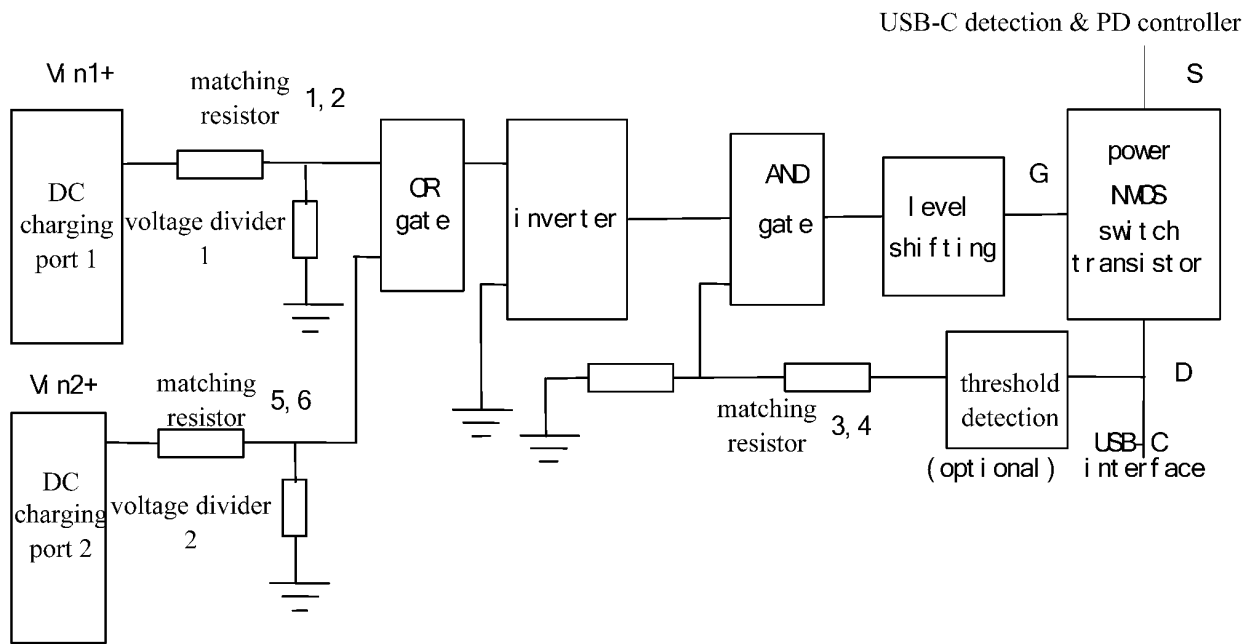 USB-C detection & PD controller
Vin1+
matching
resistor
1, 2
S
DC
charging
port 1
voltage divider
1
OR
gate
inverter
AND
gate
level
shifting
G
power
NMOS
switch
transistor
Vin2+
matching
resistor
5, 6
matching
resistor
3, 4
threshold
detection
(optional)
D
USB-C
interface
DC
charging
port 2
voltage divider
2